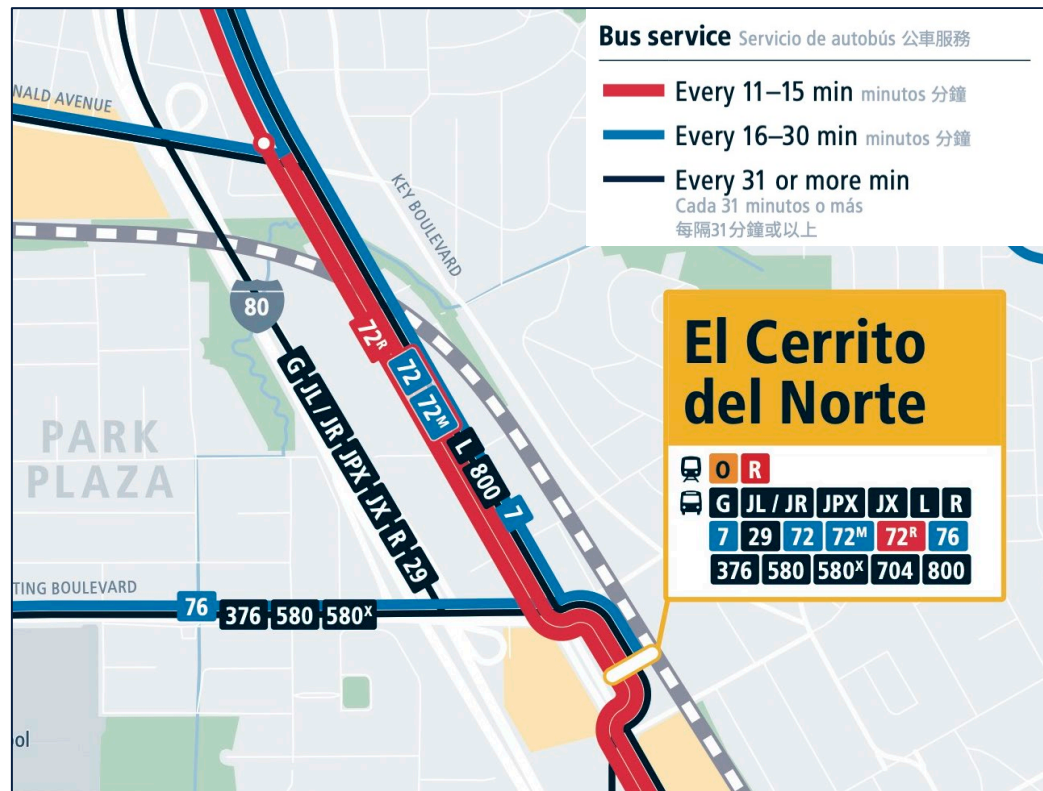 Bus service Servicio de autobús 公車服務
Every 11–15 min minutos 分鐘
Every 16–30 min minutos 分鐘
Every 31 or more min
Cada 31 minutos o más
每隔31分鐘或以上
NALD AVENUE
KEY BOULEVARD
80
72R
72
72M
L
800
7
G
JL / JR
JPX
JX
R
29
PARK
PLAZA
TING BOULEVARD
76 376 580 580X
El Cerrito
del Norte
O R
G JL / JR JPX JX L R
7 29 72 72M 72R 76
376 580 580X 704 800
ol